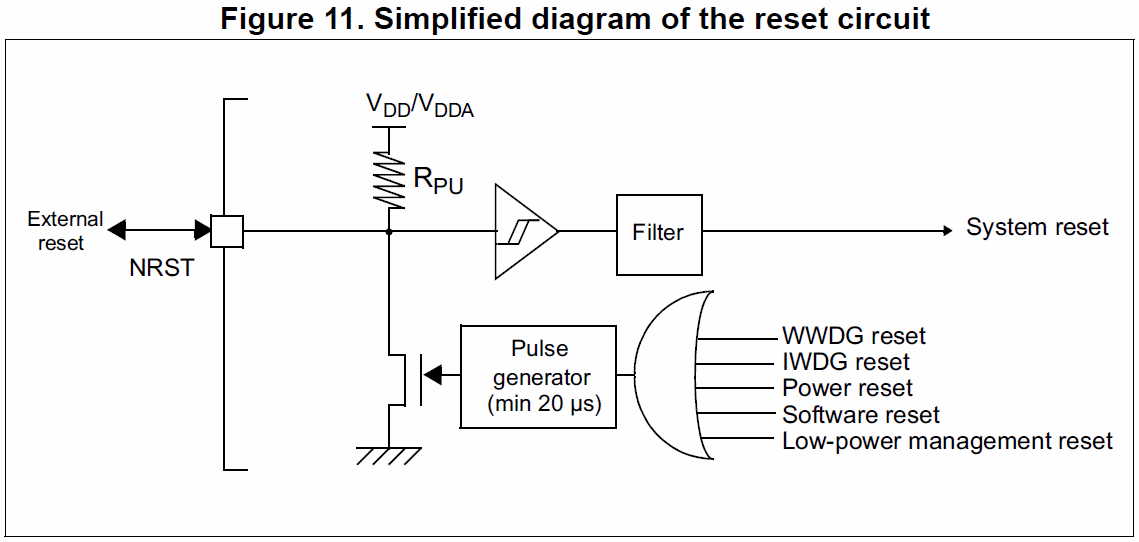 Figure 11. Simplified diagram of the reset circuit
VDD/VDDA
RPU
External
reset
NRST
Filter
System reset
Pulse
generator
(min 20 µs)
WWDG reset
IWDG reset
Power reset
Software reset
Low-power management reset